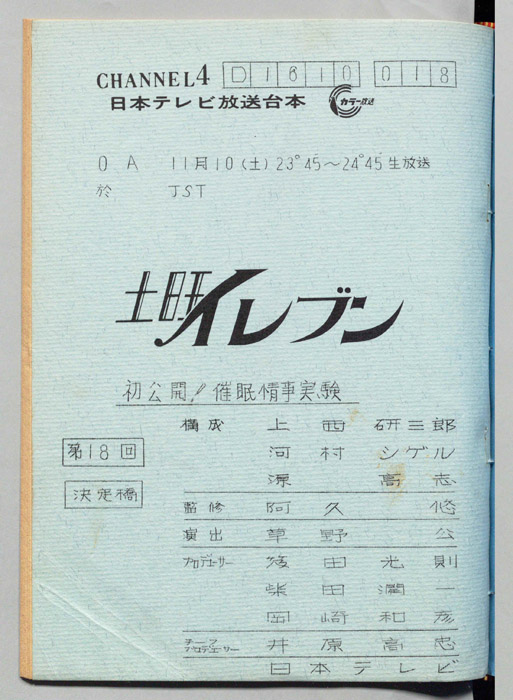 CHANNEL4 D1610 018
日本テレビ放送台本 カラー放送
OA 11月10(土)23°45～24°45生放送
於 JST
土旺イレブン
初公開!催眠情事実験
構成 上西研三郎
河村シゲル
第18回
源高志
決定稿
監修 阿久悠
演出 草野公
プロデューサー 後田光則
柴田潤一
岡崎和彦
チーフプロデューサー 井原高忠
日本テレビ